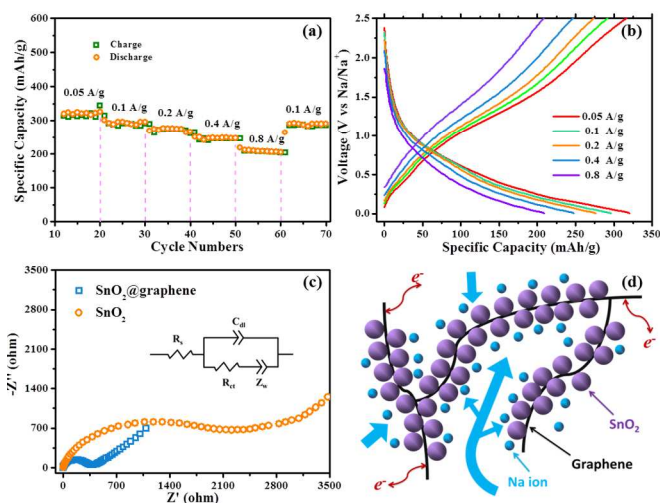 (a)
Charge
Discharge
0.05 A/g
0.1 A/g
0.2 A/g
0.4 A/g
0.8 A/g
0.1 A/g
600
500
400
300
200
100
0
10 20 30 40 50 60 70
Specific Capacity (mAh/g)
Cycle Numbers
(b)
0.05 A/g
0.1 A/g
0.2 A/g
0.4 A/g
0.8 A/g
2.5
2.0
1.5
1.0
0.5
0.0
0 50 100 150 200 250 300 350
Voltage (V vs Na/Na⁺)
Specific Capacity (mAh/g)
(c)
SnO₂@graphene
SnO₂
Rs
Cdl
Rct
Zw
3500
2800
2100
1400
700
0
0 700 1400 2100 2800 3500
-Z'' (ohm)
Z' (ohm)
(d)
e⁻
e⁻
e⁻
e⁻
SnO₂
Graphene
Na ion